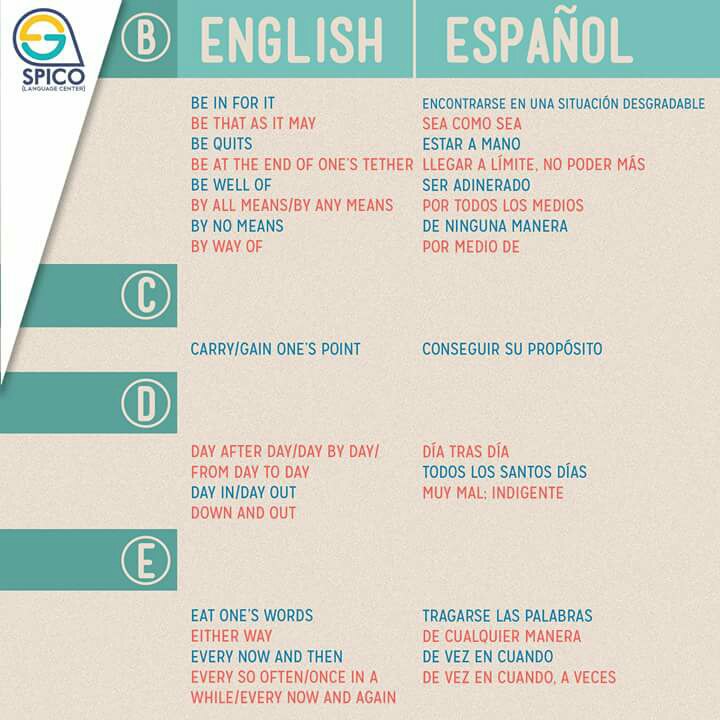 SPICO
[LANGUAGE CENTER]
B ENGLISH ESPAÑOL
BE IN FOR IT ENCONTRARSE EN UNA SITUACIÓN DESGRADABLE
BE THAT AS IT MAY SEA COMO SEA
BE QUITS ESTAR A MANO
BE AT THE END OF ONE'S TETHER LLEGAR A LÍMITE, NO PODER MÁS
BE WELL OF SER ADINERADO
BY ALL MEANS/BY ANY MEANS POR TODOS LOS MEDIOS
BY NO MEANS DE NINGUNA MANERA
BY WAY OF POR MEDIO DE
C
CARRY/GAIN ONE'S POINT CONSEGUIR SU PROPÓSITO
D
DAY AFTER DAY/DAY BY DAY/ DÍA TRAS DÍA
FROM DAY TO DAY TODOS LOS SANTOS DÍAS
DAY IN/DAY OUT MUY MAL; INDIGENTE
DOWN AND OUT
E
EAT ONE'S WORDS TRAGARSE LAS PALABRAS
EITHER WAY DE CUALQUIER MANERA
EVERY NOW AND THEN DE VEZ EN CUANDO
EVERY SO OFTEN/ONCE IN A DE VEZ EN CUANDO, A VECES
WHILE/EVERY NOW AND AGAIN